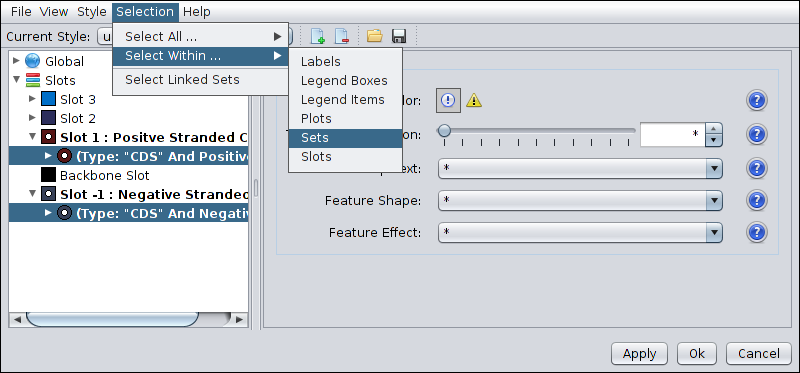 File View Style Selection Help
Current Style: u
Select All ...
Select Within ...
Select Linked Sets
Labels
Legend Boxes
Legend Items
Plots
Sets
Slots
Global
Slots
Slot 3
Slot 2
Slot 1 : Positve Stranded C
(Type: "CDS" And Positive
Backbone Slot
Slot -1 : Negative Stranded
(Type: "CDS" And Negativ
lor:
on: *
text: *
Feature Shape: *
Feature Effect: *
Apply Ok Cancel